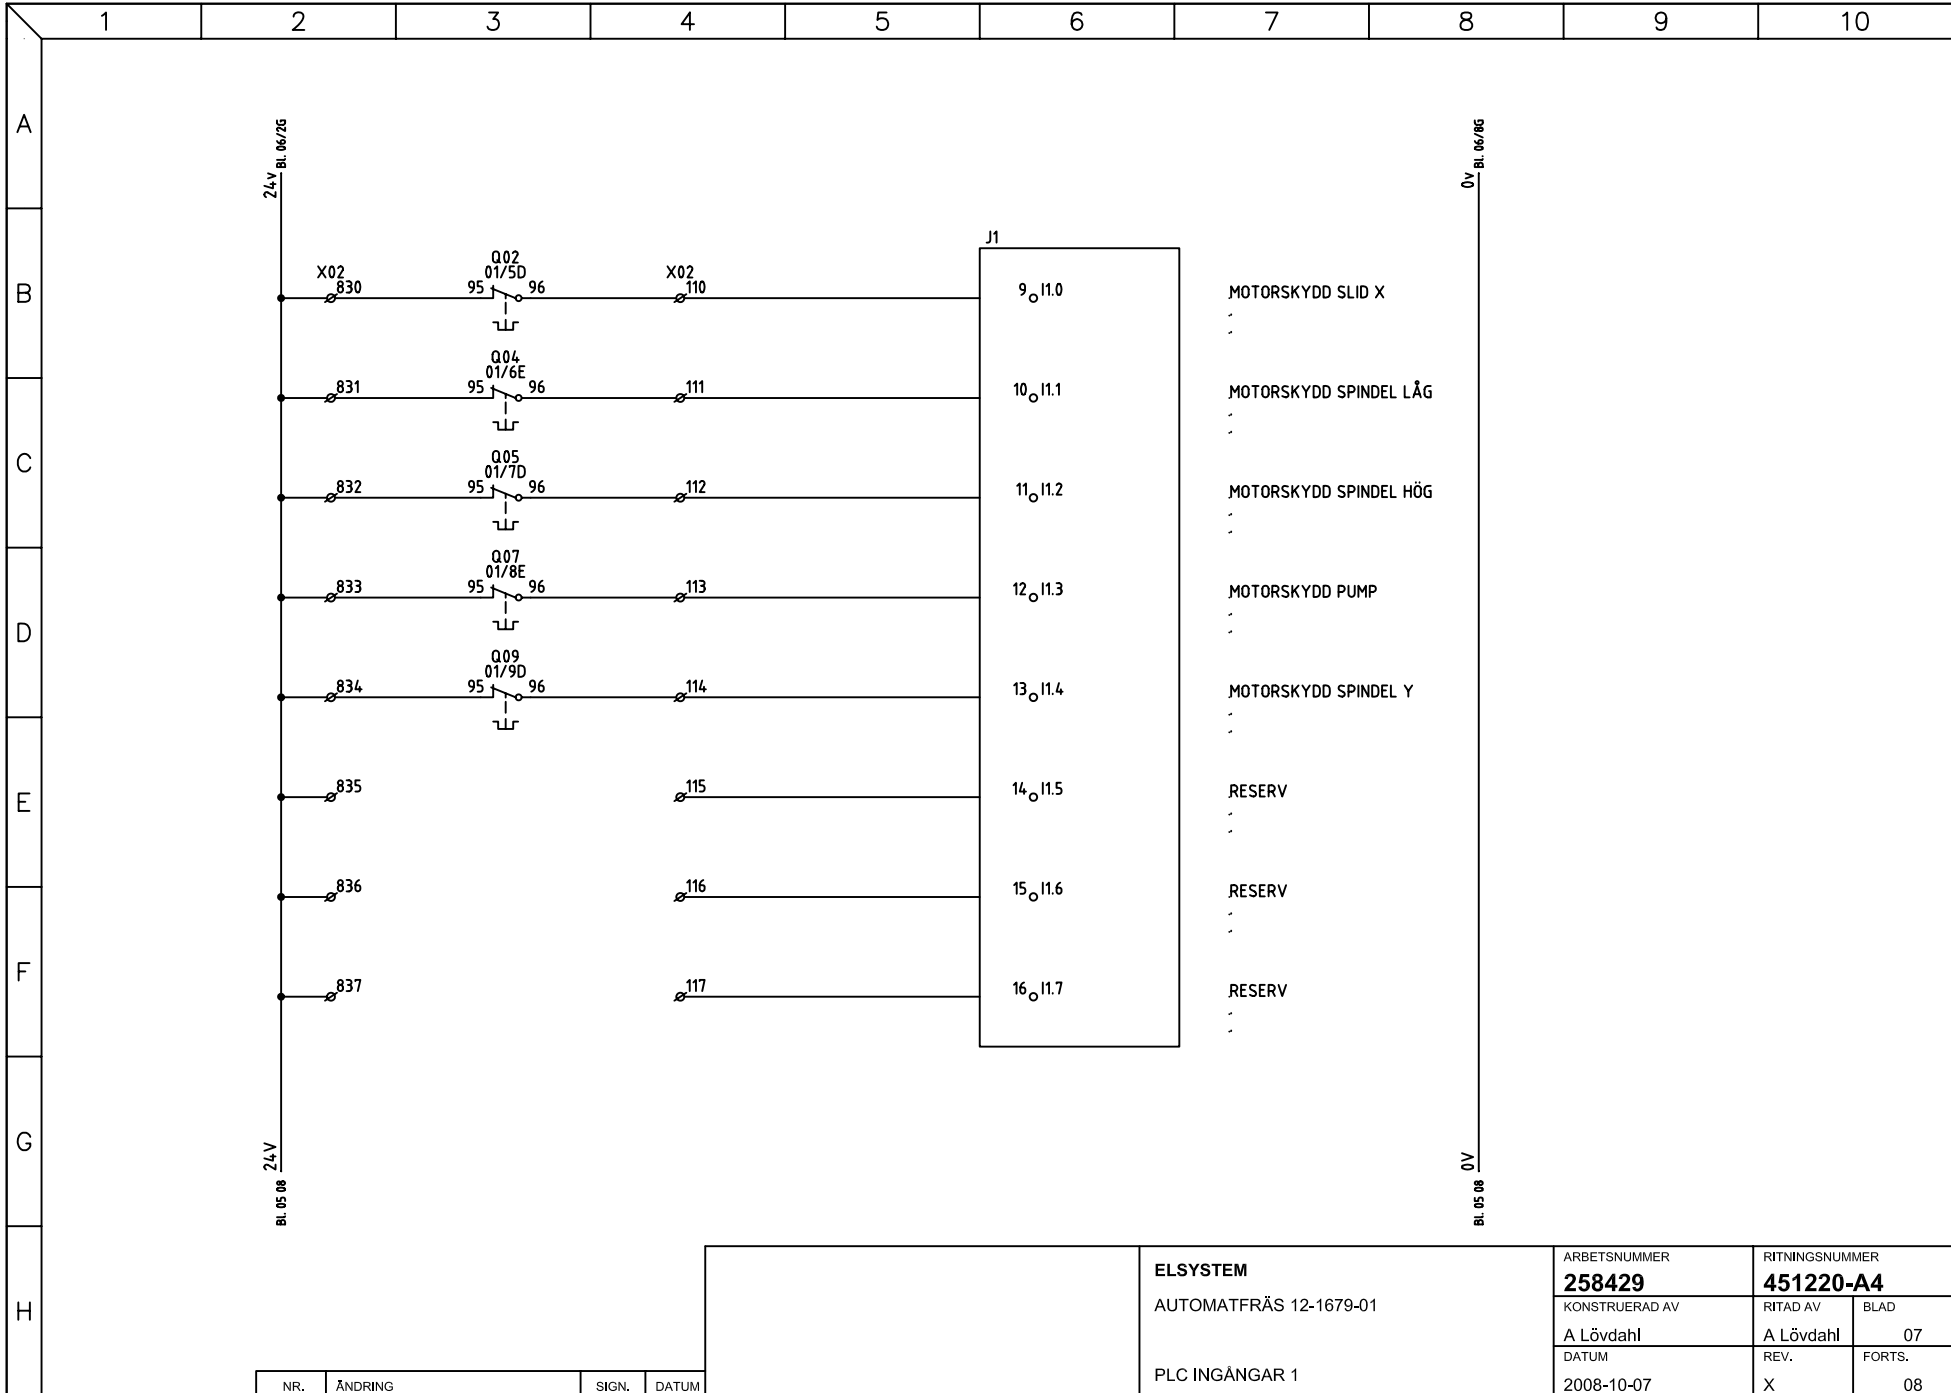 1 2 3 4 5 6 7 8 9 10
A
24v Bl. 06/2G
0v Bl. 06/8G
J1
B
X02
830
Q02
01/5D
95 96
X02
110
9 I1.0
MOTORSKYDD SLID X
831
Q04
01/6E
95 96
111
10 I1.1
MOTORSKYDD SPINDEL LÅG
C
832
Q05
01/7D
95 96
112
11 I1.2
MOTORSKYDD SPINDEL HÖG
833
Q07
01/8E
95 96
113
12 I1.3
MOTORSKYDD PUMP
D
834
Q09
01/9D
95 96
114
13 I1.4
MOTORSKYDD SPINDEL Y
E
835
115
14 I1.5
RESERV
836
116
15 I1.6
RESERV
F
837
117
16 I1.7
RESERV
G
24V
Bl. 05 08
0V
Bl. 05 08
H
NR. ÄNDRING SIGN. DATUM
ELSYSTEM
AUTOMATFRÄS 12-1679-01
PLC INGÅNGAR 1
ARBETSNUMMER
258429
RITNINGSNUMMER
451220-A4
KONSTRUERAD AV
A Lövdahl
RITAD AV
A Lövdahl
BLAD
07
DATUM
2008-10-07
REV.
X
FORTS.
08